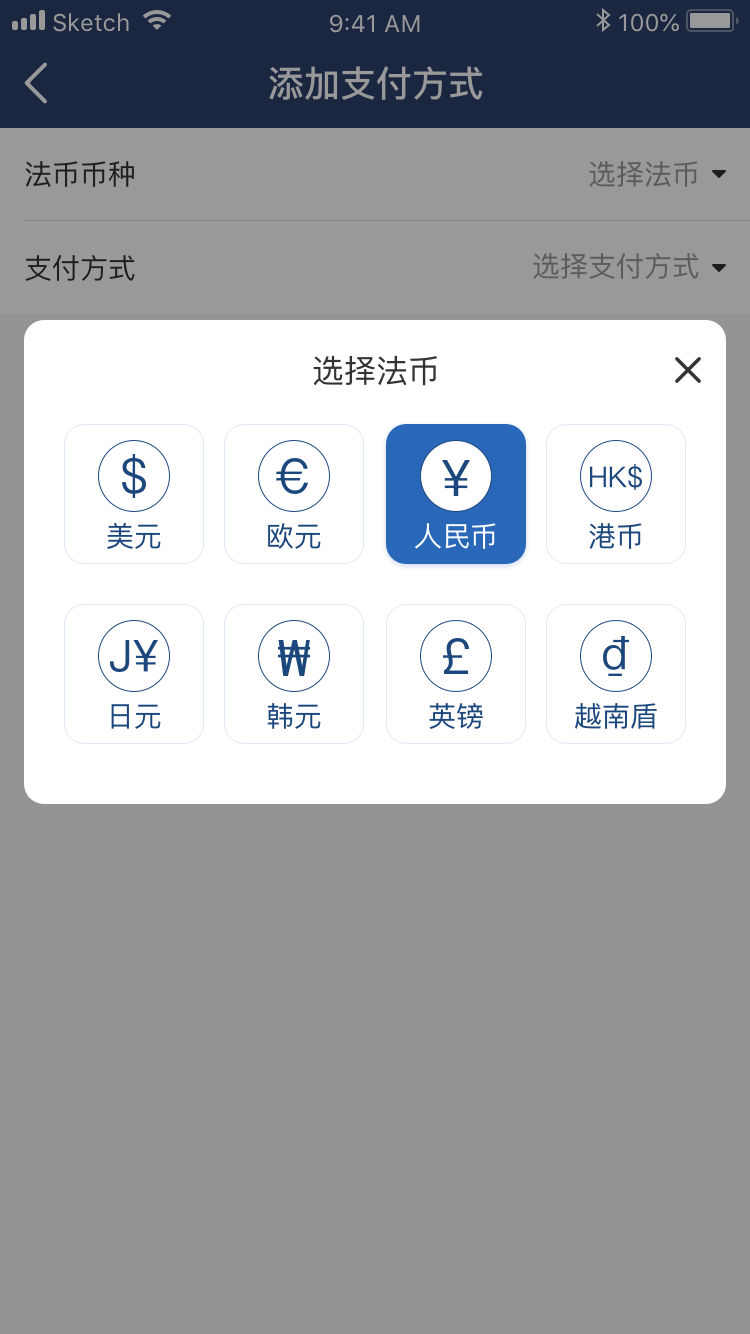 Sketch 9:41 AM 100%
添加支付方式
法币币种 选择法币
支付方式 选择支付方式
选择法币
$ € ¥ HK$
美元 欧元 人民币 港币
J¥ ₩ £ ₫
日元 韩元 英镑 越南盾